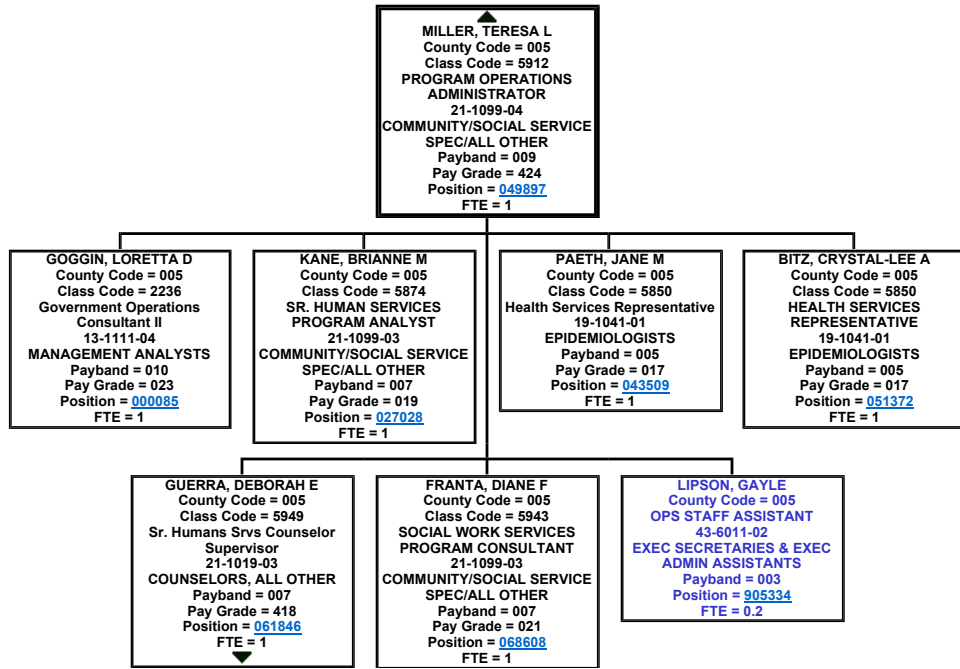 MILLER, TERESA L
County Code = 005
Class Code = 5912
PROGRAM OPERATIONS
ADMINISTRATOR
21-1099-04
COMMUNITY/SOCIAL SERVICE
SPEC/ALL OTHER
Payband = 009
Pay Grade = 424
Position = 049897
FTE = 1
GOGGIN, LORETTA D
County Code = 005
Class Code = 2236
Government Operations
Consultant II
13-1111-04
MANAGEMENT ANALYSTS
Payband = 010
Pay Grade = 023
Position = 000085
FTE = 1
KANE, BRIANNE M
County Code = 005
Class Code = 5874
SR. HUMAN SERVICES
PROGRAM ANALYST
21-1099-03
COMMUNITY/SOCIAL SERVICE
SPEC/ALL OTHER
Payband = 007
Pay Grade = 019
Position = 027028
FTE = 1
PAETH, JANE M
County Code = 005
Class Code = 5850
Health Services Representative
19-1041-01
EPIDEMIOLOGISTS
Payband = 005
Pay Grade = 017
Position = 043509
FTE = 1
BITZ, CRYSTAL-LEE A
County Code = 005
Class Code = 5850
HEALTH SERVICES
REPRESENTATIVE
19-1041-01
EPIDEMIOLOGISTS
Payband = 005
Pay Grade = 017
Position = 051372
FTE = 1
GUERRA, DEBORAH E
County Code = 005
Class Code = 5949
Sr. Humans Srvs Counselor
Supervisor
21-1019-03
COUNSELORS, ALL OTHER
Payband = 007
Pay Grade = 418
Position = 061846
FTE = 1
FRANTA, DIANE F
County Code = 005
Class Code = 5943
SOCIAL WORK SERVICES
PROGRAM CONSULTANT
21-1099-03
COMMUNITY/SOCIAL SERVICE
SPEC/ALL OTHER
Payband = 007
Pay Grade = 021
Position = 068608
FTE = 1
LIPSON, GAYLE
County Code = 005
OPS STAFF ASSISTANT
43-6011-02
EXEC SECRETARIES & EXEC
ADMIN ASSISTANTS
Payband = 003
Position = 905334
FTE = 0.2